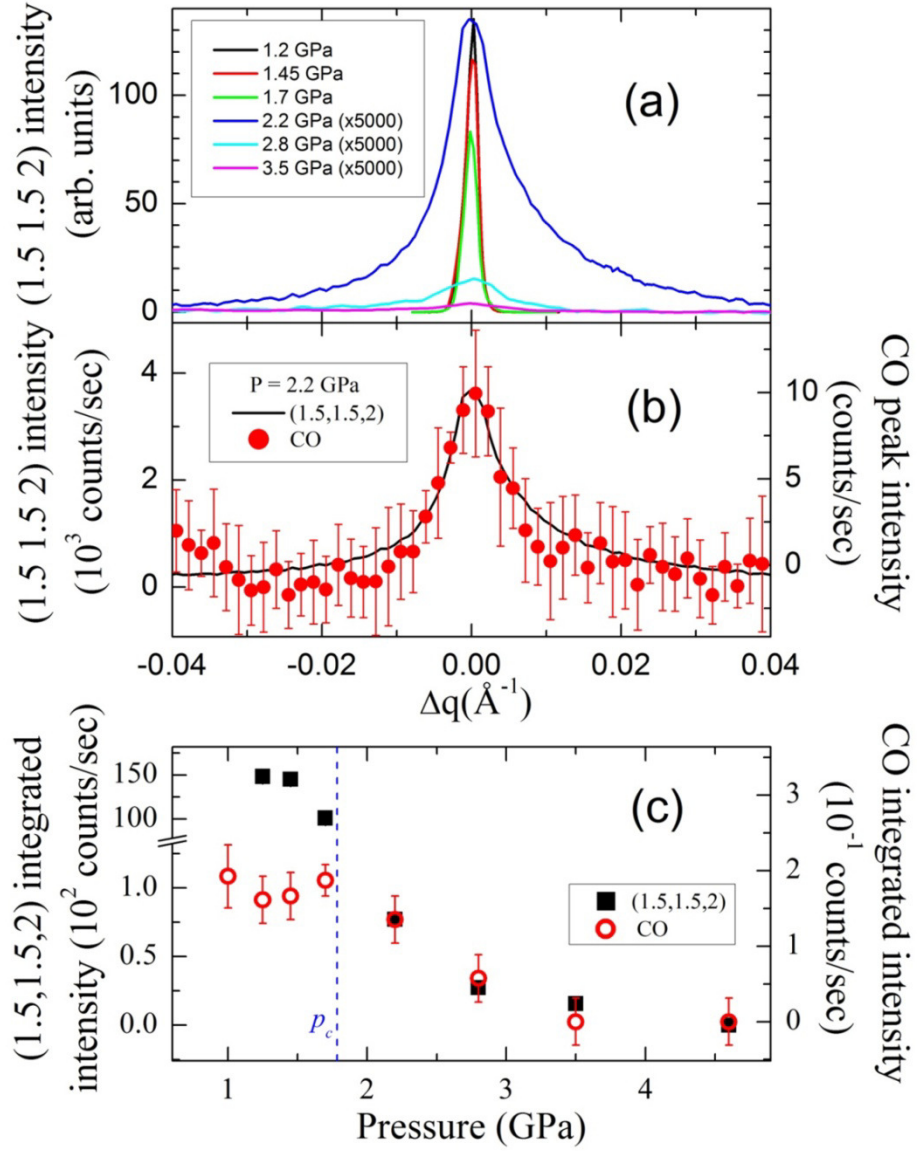 (1.5 1.5 2) intensity
(arb. units)
100
50
0
1.2 GPa
1.45 GPa
1.7 GPa
2.2 GPa (x5000)
2.8 GPa (x5000)
3.5 GPa (x5000)
(a)
(1.5 1.5 2) intensity
(10³ counts/sec)
4
2
0
P = 2.2 GPa
(1.5,1.5,2)
CO
(b)
10
5
0
CO peak intensity
(counts/sec)
-0.04 -0.02 0.00 0.02 0.04
Δq(Å⁻¹)
(1.5,1.5,2) integrated
intensity (10² counts/sec)
150
100
1.0
0.5
0.0
p_c
(c)
(1.5,1.5,2)
CO
3
2
1
0
CO integrated intensity
(10⁻¹ counts/sec)
1 2 3 4
Pressure (GPa)